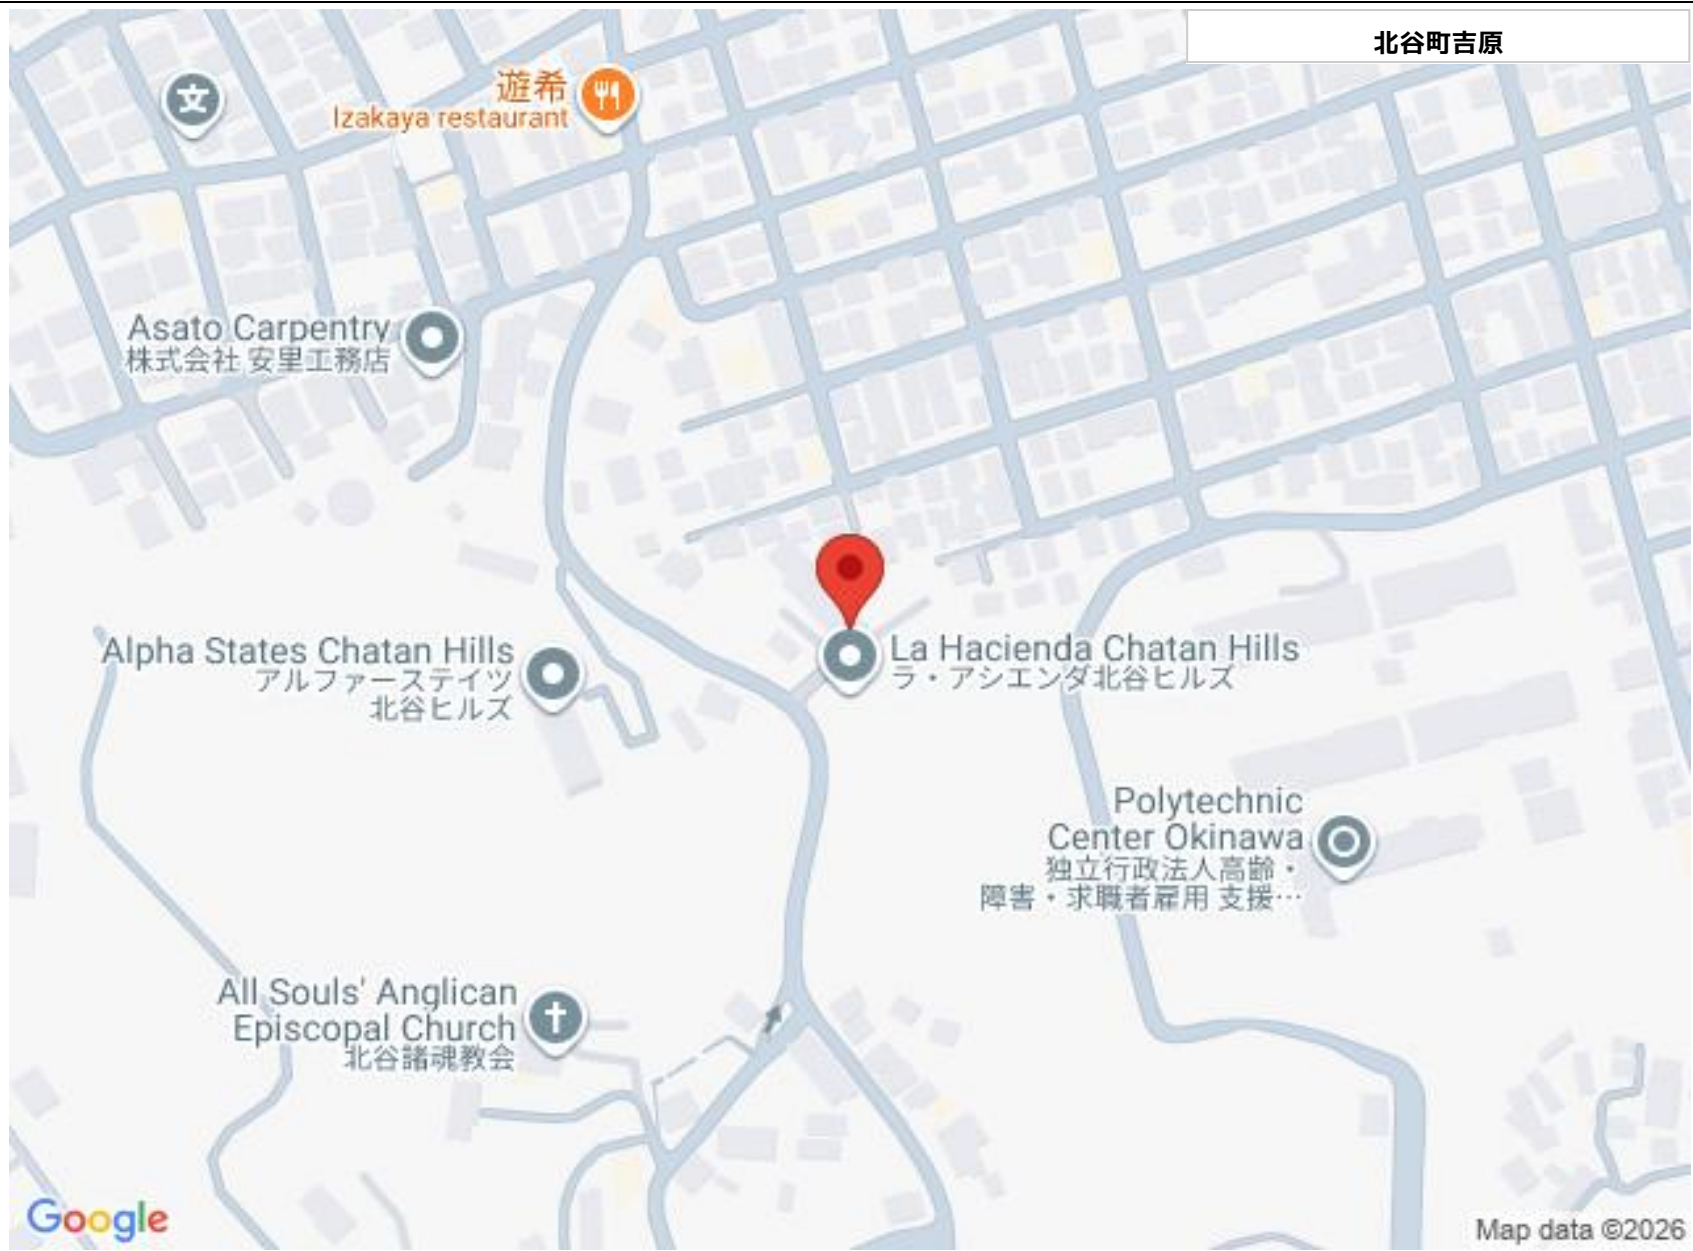 北谷町吉原
文
遊希
Izakaya restaurant
Asato Carpentry
株式会社 安里工務店
Alpha States Chatan Hills
アルファーステイツ
北谷ヒルズ
La Hacienda Chatan Hills
ラ・アシエンダ北谷ヒルズ
Polytechnic
Center Okinawa
独立行政法人高齢・
障害・求職者雇用 支援…
All Souls' Anglican
Episcopal Church
北谷諸魂教会
Google
Map data ©2026